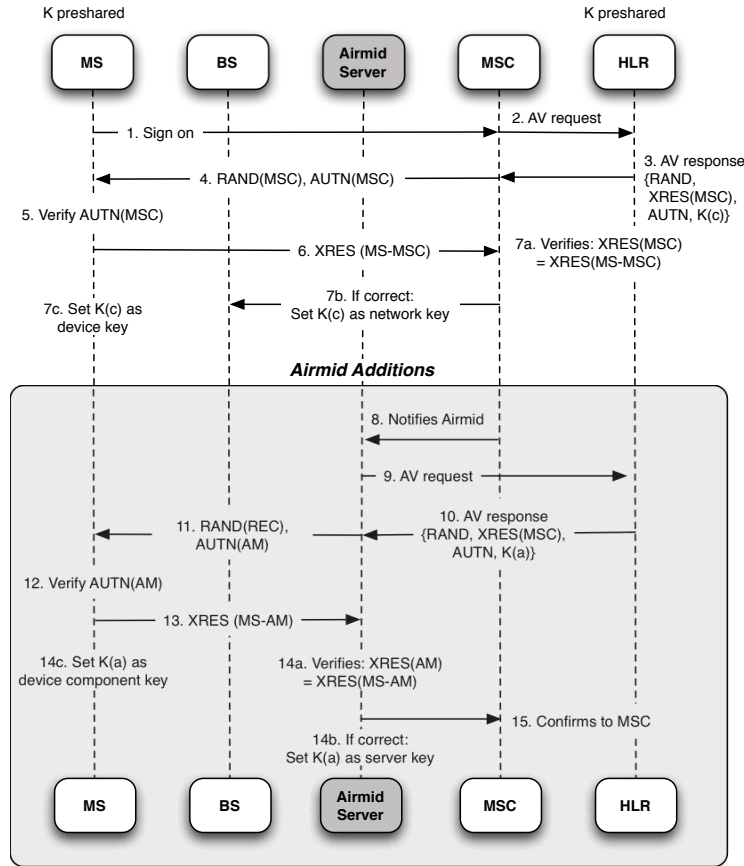 K preshared
K preshared
MS
BS
Airmid
Server
MSC
HLR
1. Sign on
2. AV request
3. AV response
{RAND,
XRES(MSC),
AUTN, K(c)}
4. RAND(MSC), AUTN(MSC)
5. Verify AUTN(MSC)
6. XRES (MS-MSC)
7a. Verifies: XRES(MSC)
= XRES(MS-MSC)
7b. If correct:
Set K(c) as network key
7c. Set K(c) as
device key
Airmid Additions
8. Notifies Airmid
9. AV request
10. AV response
{RAND, XRES(MSC),
AUTN, K(a)}
11. RAND(REC),
AUTN(AM)
12. Verify AUTN(AM)
13. XRES (MS-AM)
14c. Set K(a) as
device component key
14a. Verifies: XRES(AM)
= XRES(MS-AM)
15. Confirms to MSC
14b. If correct:
Set K(a) as server key
MS
BS
Airmid
Server
MSC
HLR